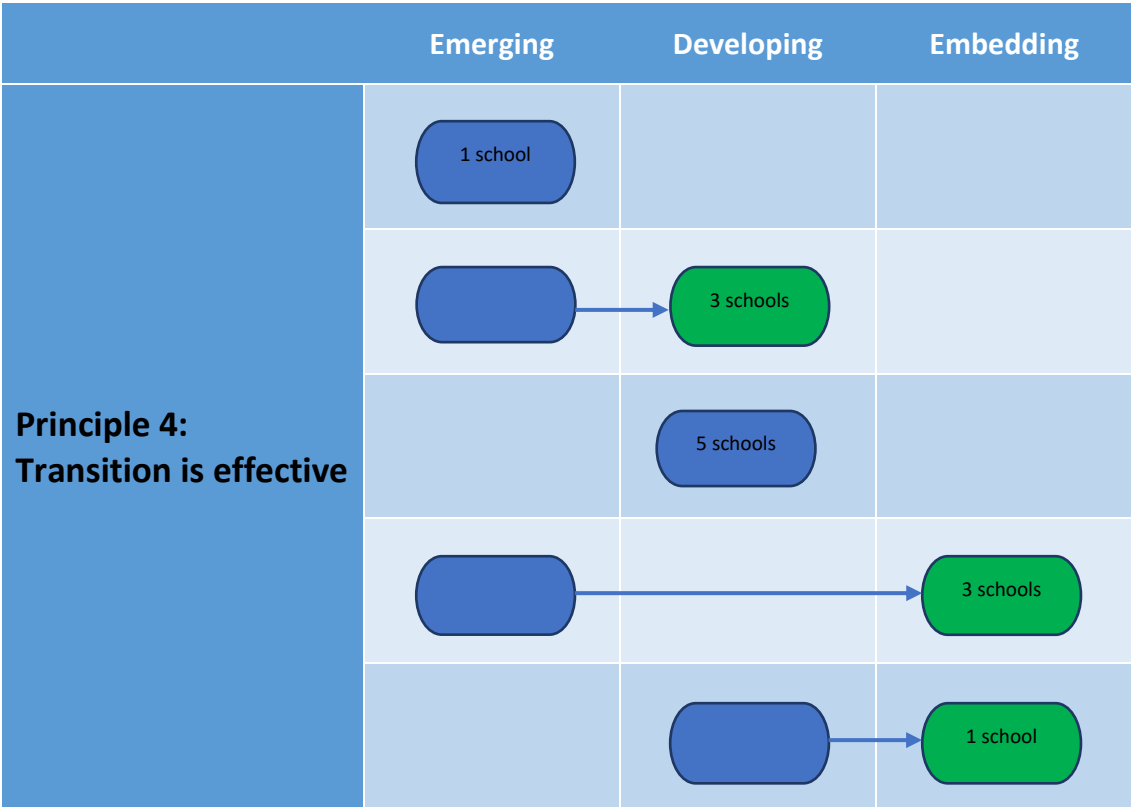 Emerging Developing Embedding
1 school
3 schools
Principle 4:
Transition is effective
5 schools
3 schools
1 school